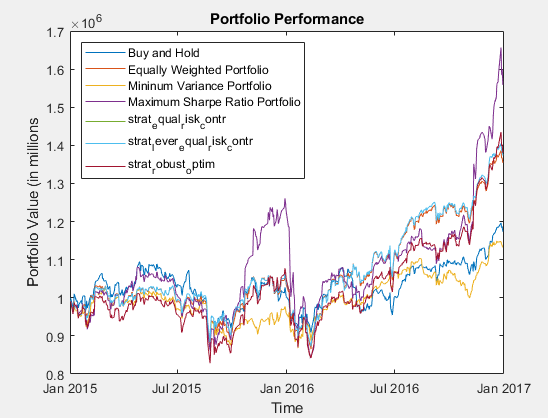 Portfolio Performance
×10^6
1.7
1.6
1.5
1.4
1.3
1.2
1.1
1
0.9
0.8
Portfolio Value (in millions
Buy and Hold
Equally Weighted Portfolio
Mininum Variance Portfolio
Maximum Sharpe Ratio Portfolio
strat_equal_risk_contr
strat_lever_equal_risk_contr
strat_robust_optim
Jan 2015 Jul 2015 Jan 2016 Jul 2016 Jan 2017
Time